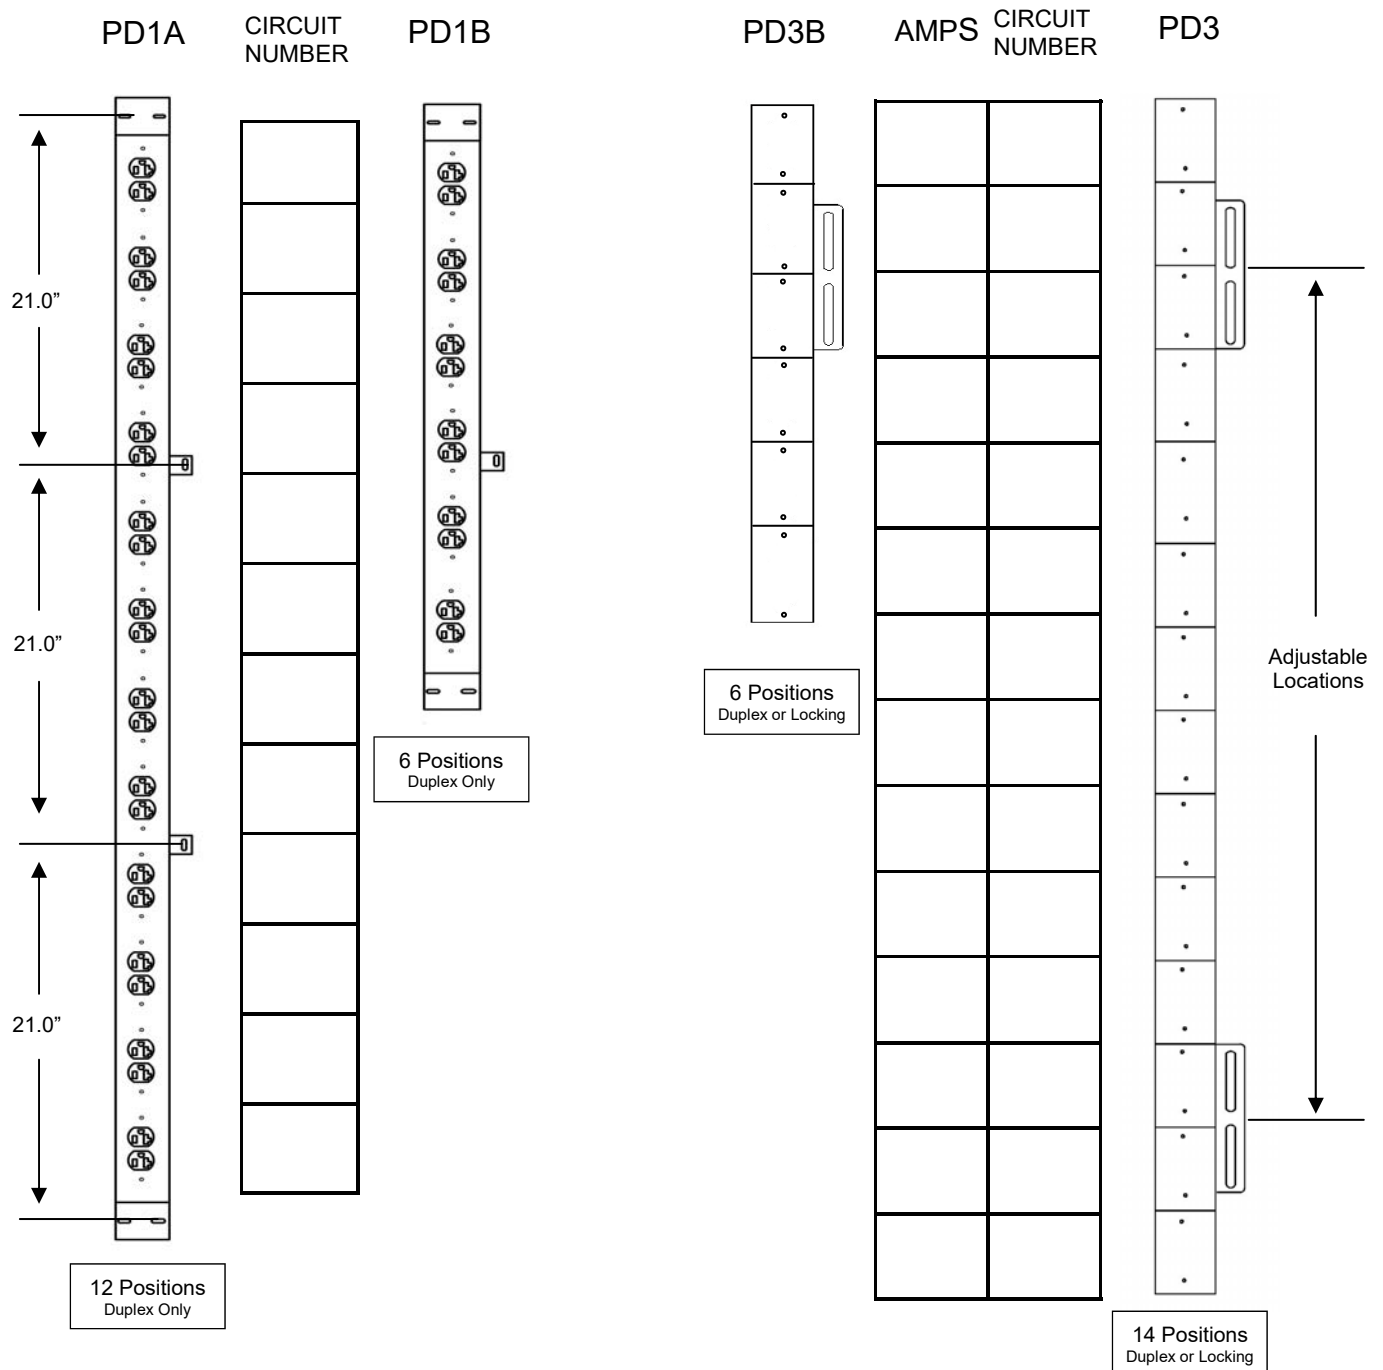 PD1A
CIRCUIT
NUMBER
PD1B
PD3B
AMPS
CIRCUIT
NUMBER
PD3
21.0”
21.0”
21.0”
Adjustable
Locations
6 Positions
Duplex or Locking
6 Positions
Duplex Only
12 Positions
Duplex Only
14 Positions
Duplex or Locking